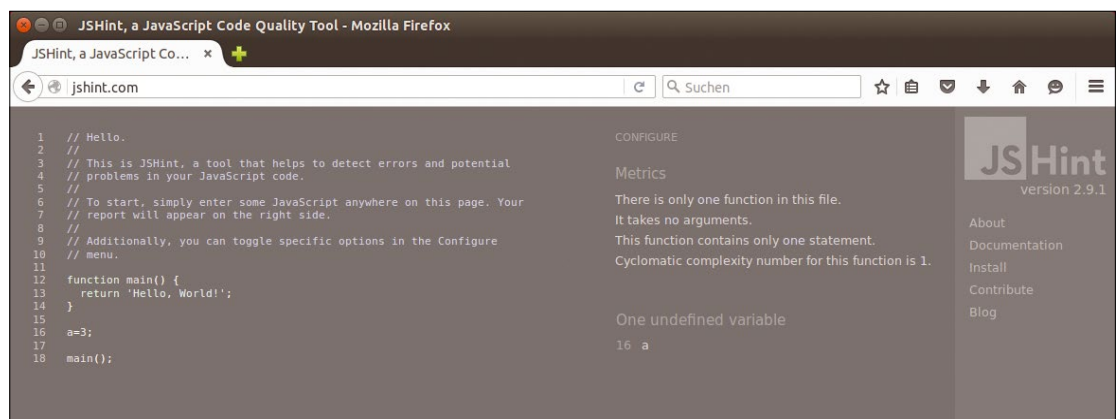 JSHint, a JavaScript Code Quality Tool - Mozilla Firefox
JSHint, a JavaScript Co... ×
jshint.com
Suchen
1 // Hello.
2 //
3 // This is JSHint, a tool that helps to detect errors and potential
4 // problems in your JavaScript code.
5 //
6 // To start, simply enter some JavaScript anywhere on this page. Your
7 // report will appear on the right side.
8 //
9 // Additionally, you can toggle specific options in the Configure
10 // menu.
11
12 function main() {
13   return 'Hello, World!';
14 }
15
16 a=3;
17
18 main();
CONFIGURE
Metrics
There is only one function in this file.
It takes no arguments.
This function contains only one statement.
Cyclomatic complexity number for this function is 1.
One undefined variable
16 a
JSHint
version 2.9.1
About
Documentation
Install
Contribute
Blog